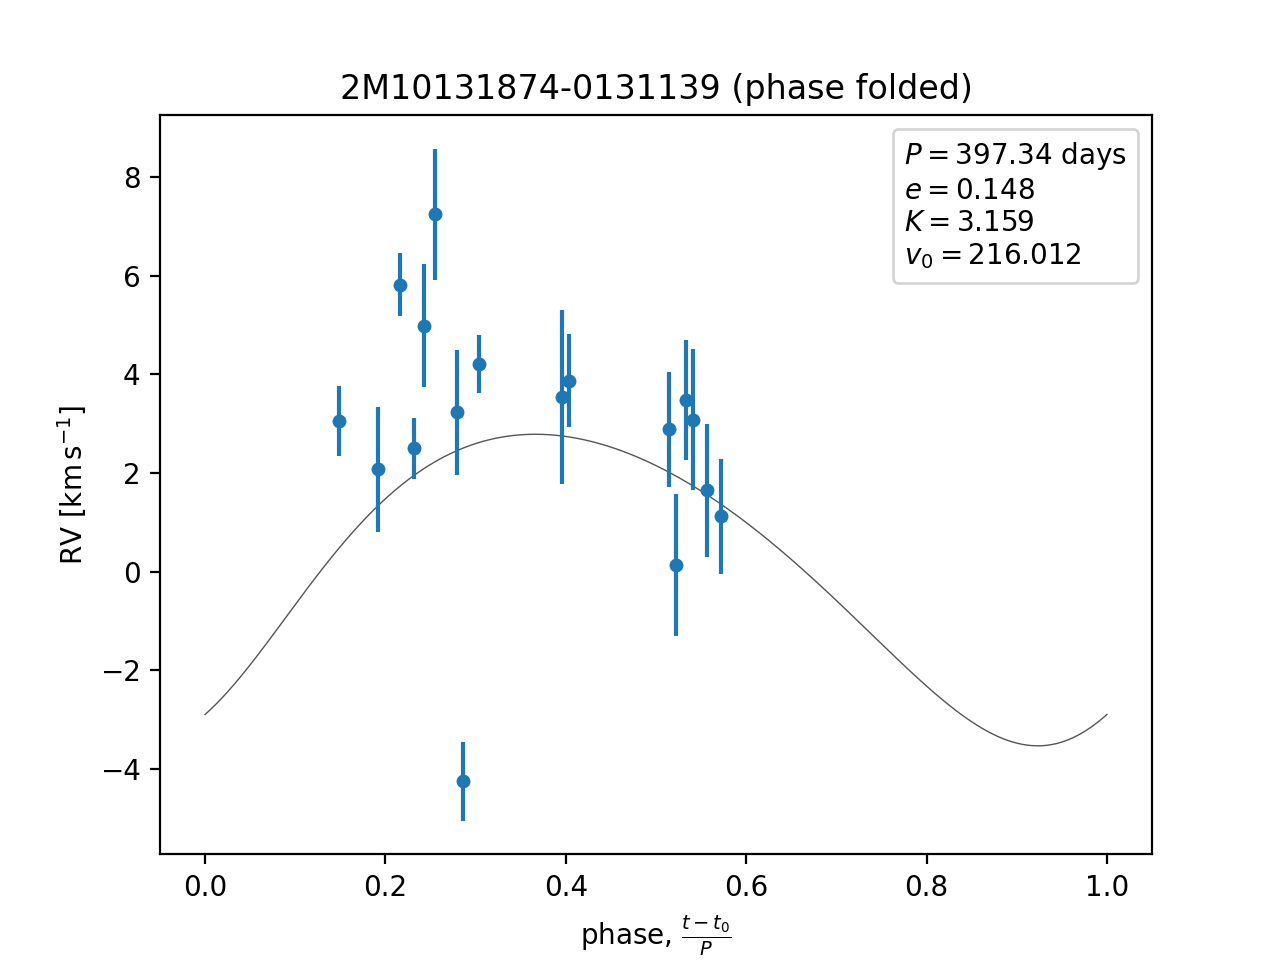 2M10131874-0131139 (phase folded)
P = 397.34 days
e = 0.148
K = 3.159
v₀ = 216.012
RV [km s⁻¹]
8
6
4
2
0
−2
−4
0.0 0.2 0.4 0.6 0.8 1.0
phase, (t − t₀)/P